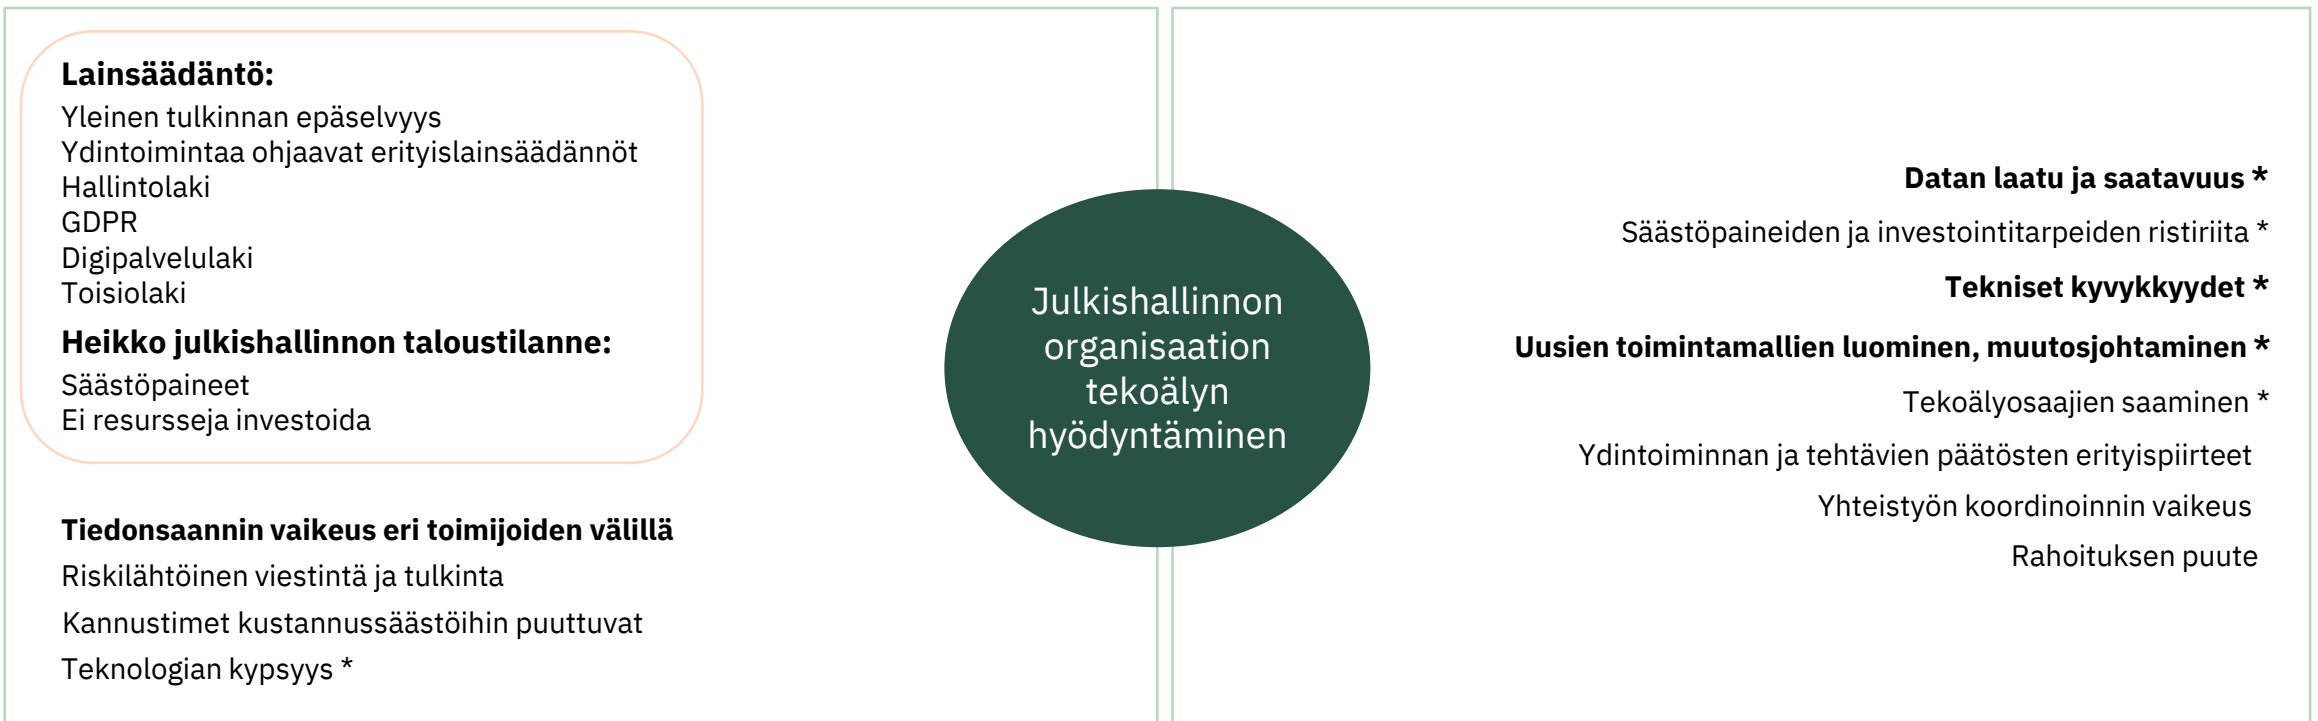 Lainsäädäntö:
Yleinen tulkinnan epäselvyys
Ydintoimintaa ohjaavat erityislainsäädännöt
Hallintolaki
GDPR
Digipalvelulaki
Toisiolaki
Heikko julkishallinnon taloustilanne:
Säästöpaineet
Ei resursseja investoida
Tiedonsaannin vaikeus eri toimijoiden välillä
Riskilähtöinen viestintä ja tulkinta
Kannustimet kustannussäästöihin puuttuvat
Teknologian kypsyys *
Julkishallinnon
organisaation
tekoälyn
hyödyntäminen
Datan laatu ja saatavuus *
Säästöpaineiden ja investointitarpeiden ristiriita *
Tekniset kyvykkyydet *
Uusien toimintamallien luominen, muutosjohtaminen *
Tekoälyosaajien saaminen *
Ydintoiminnan ja tehtävien päätösten erityispiirteet
Yhteistyön koordinoinnin vaikeus
Rahoituksen puute